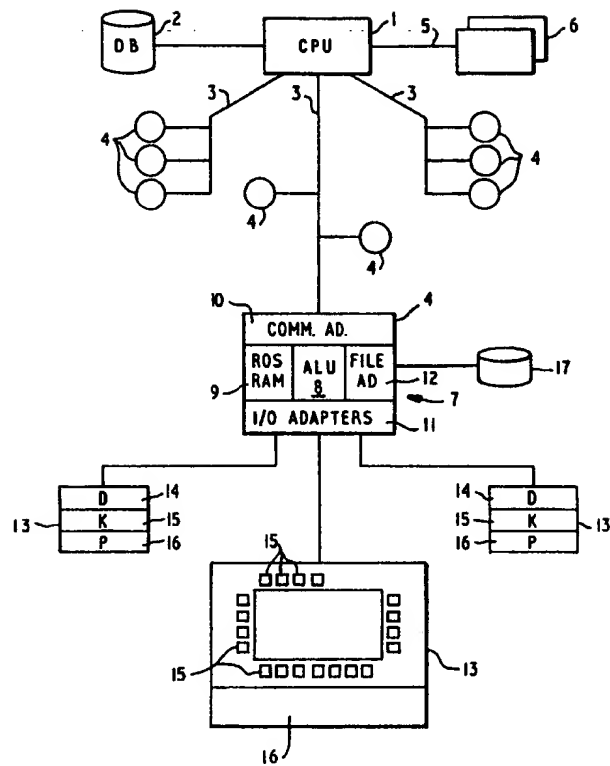 2 1 6
DB CPU 5
3 3 3
4 4
4
4
10 4
COMM. AD.
ROS RAM ALU 8 FILE AD
9 12 17
7
I/O ADAPTERS 11
D 14 14 D
13 K 15 15 K 13
P 16 16 P
15
15 13
16